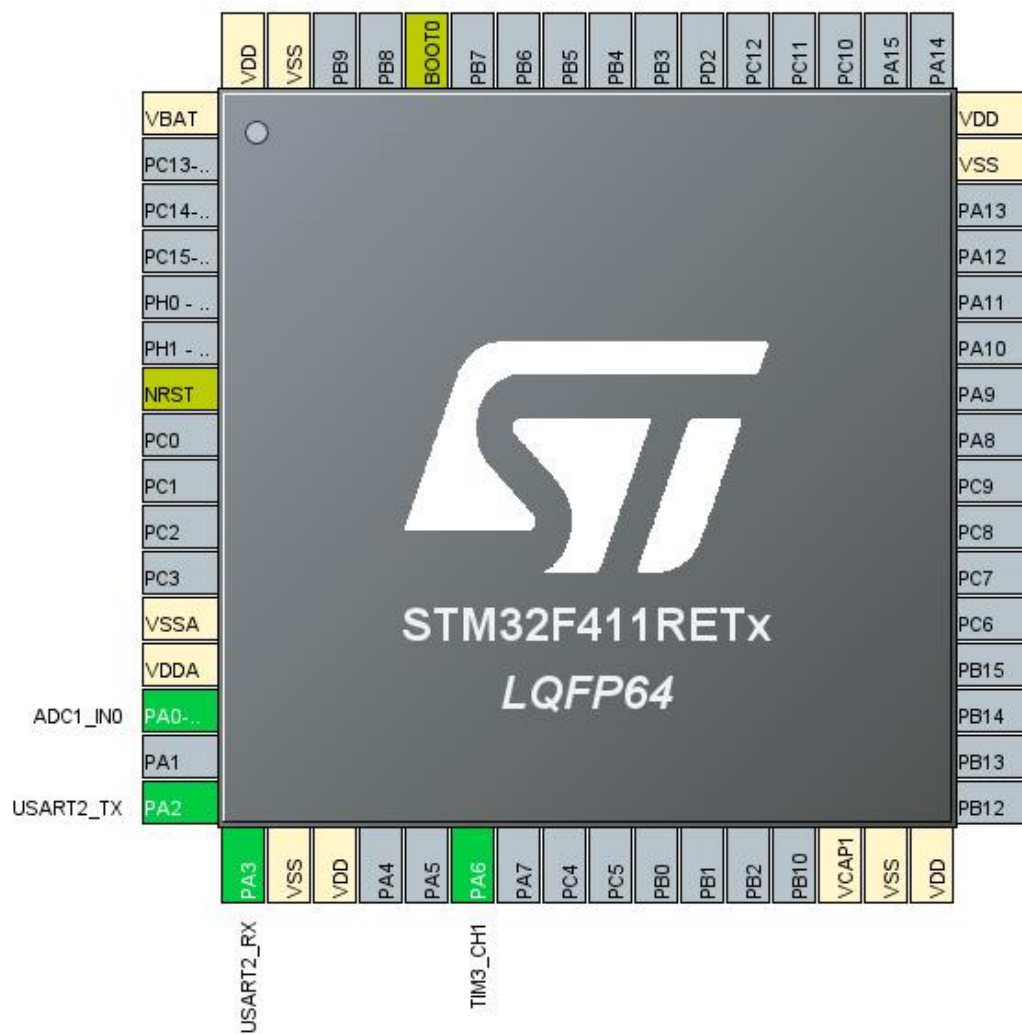 VDD
VSS
PB9
PB8
BOOT0
PB7
PB6
PB5
PB4
PB3
PD2
PC12
PC11
PC10
PA15
PA14
VBAT
PC13-..
PC14-..
PC15-..
PH0 - ..
PH1 - ..
NRST
PC0
PC1
PC2
PC3
VSSA
VDDA
ADC1_IN0 PA0-..
PA1
USART2_TX PA2
ST
STM32F411RETx
LQFP64
VDD
VSS
PA13
PA12
PA11
PA10
PA9
PA8
PC9
PC8
PC7
PC6
PB15
PB14
PB13
PB12
PA3
VSS
VDD
PA4
PA5
PA6
PA7
PC4
PC5
PB0
PB1
PB2
PB10
VCAP1
VSS
VDD
USART2_RX
TIM3_CH1